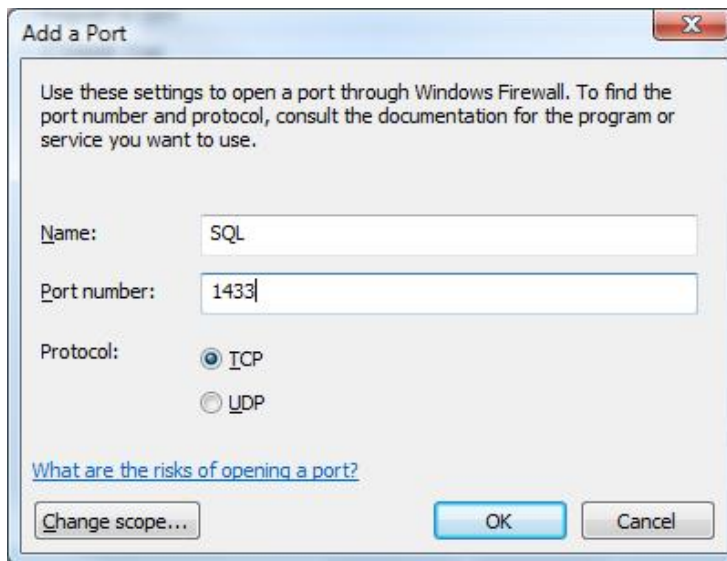 Add a Port
Use these settings to open a port through Windows Firewall. To find the
port number and protocol, consult the documentation for the program or
service you want to use.
Name:
SQL
Port number:
1433
Protocol:
TCP
UDP
What are the risks of opening a port?
Change scope...
OK
Cancel